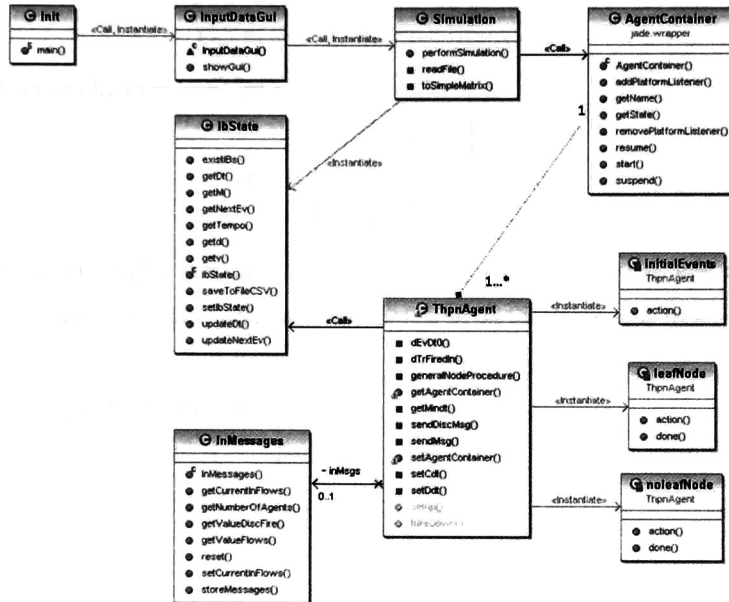 Init
main()
«Call, Instantiate»
InputDataGui
InputDataGui()
showGui()
«Call, Instantiate»
Simulation
performSimulation()
readFile()
toSimpleMatrix()
«Call»
AgentContainer
jade.wrapper
AgentContainer()
addPlatformListener()
getName()
getState()
removePlatformListener()
resume()
start()
suspend()
1
1...*
«Instantiate»
IbState
existIBs()
getDt()
getM()
getNextEv()
getTempo()
getd()
getv()
IbState()
saveToFileCSV()
setIbState()
updateDt()
updateNextEv()
«Call»
ThpnAgent
dEvDt0()
dTrFiredIn()
generalNodeProcedure()
getAgentContainer()
getMindt()
sendDiscMsg()
sendMsg()
setAgentContainer()
setCdt()
setDdt()
setup()
takeDown()
«Instantiate»
InitialEvents
ThpnAgent
action()
«Instantiate»
leafNode
ThpnAgent
action()
done()
«Instantiate»
noleafNode
ThpnAgent
action()
done()
InMessages
InMessages()
getCurrentInFlows()
getNumberOfAgents()
getValueDiscFire()
getValueFlows()
reset()
setCurrentInFlows()
storeMessages()
- inMsgs
0..1